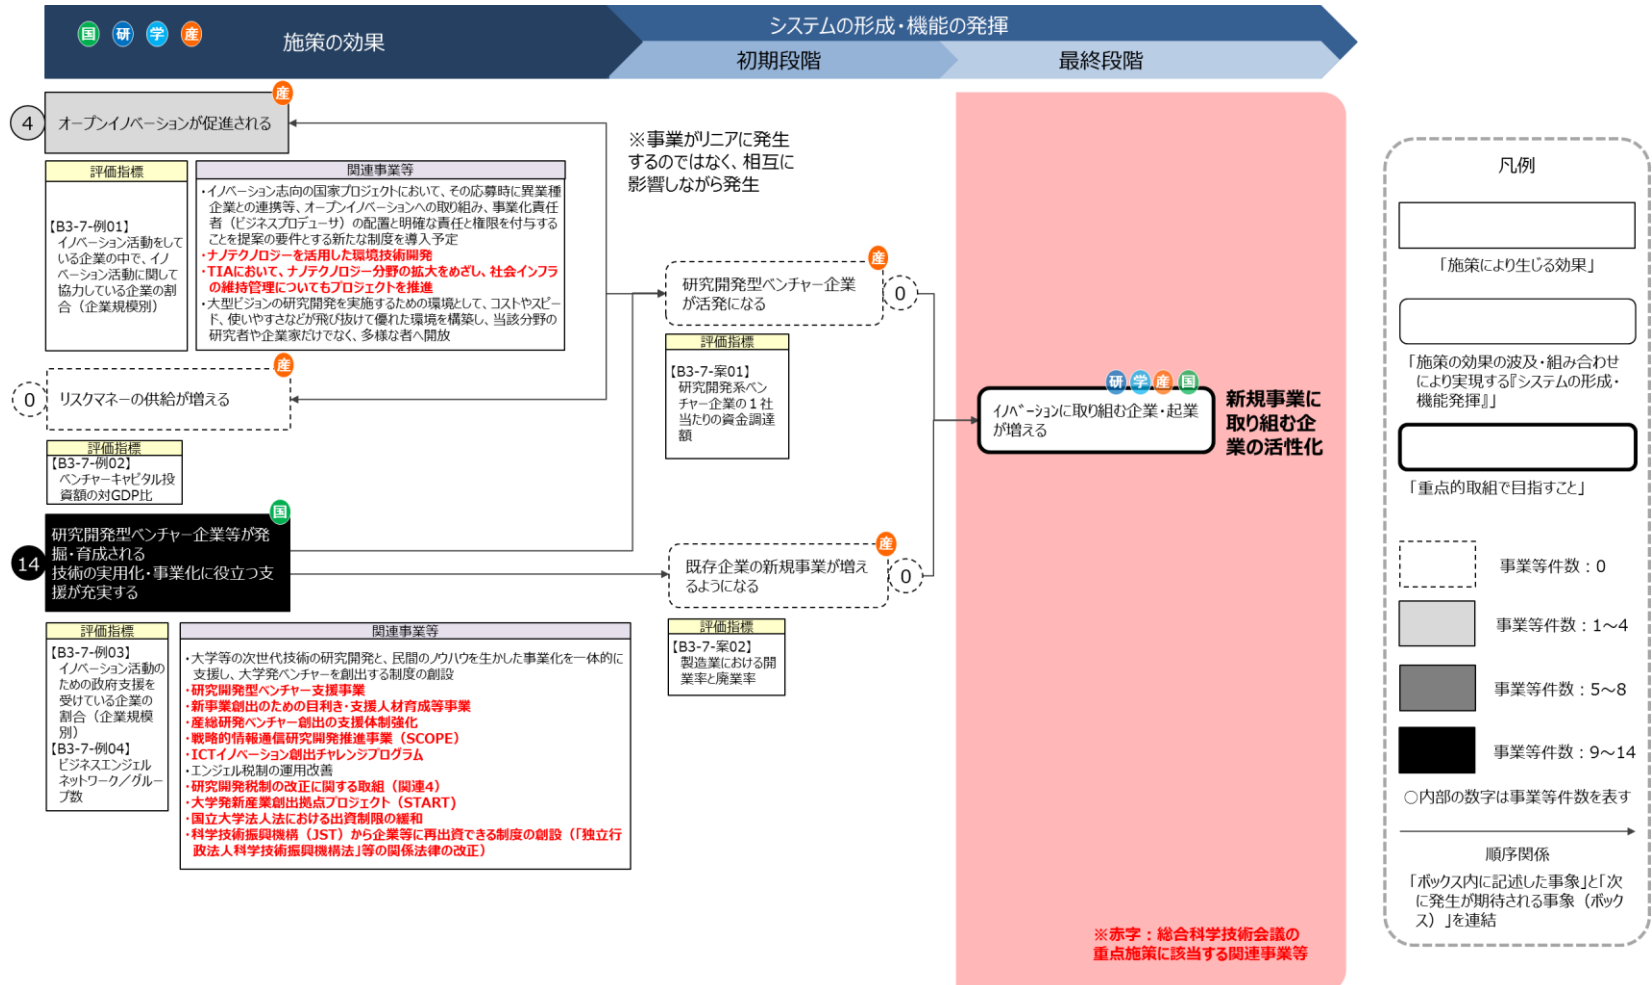 国 研 学 産
施策の効果
システムの形成・機能の発揮
初期段階
最終段階
産
4
オープンイノベーションが促進される
評価指標
【B3-7-例01】
イノベーション活動をして
いる企業の中で、イノ
ベーション活動に関して
協力している企業の割
合（企業規模別）
関連事業等
・イノベーション志向の国家プロジェクトにおいて、その応募時に異業種
企業との連携等、オープンイノベーションへの取り組み、事業化責任
者（ビジネスプロデューサ）の配置と明確な責任と権限を付与する
ことを提案の要件とする新たな制度を導入予定
・ナノテクノロジーを活用した環境技術開発
・TIAにおいて、ナノテクノロジー分野の拡大をめざし、社会インフラ
の維持管理についてもプロジェクトを推進
・大型ビジョンの研究開発を実施するための環境として、コストやスピー
ド、使いやすさなどが飛び抜けて優れた環境を構築し、当該分野の
研究者や企業家だけでなく、多様な者へ開放
産
0
リスクマネーの供給が増える
評価指標
【B3-7-例02】
ベンチャーキャピタル投
資額の対GDP比
国
14
研究開発型ベンチャー企業等が発
掘・育成される
技術の実用化・事業化に役立つ支
援が充実する
評価指標
【B3-7-例03】
イノベーション活動の
ための政府支援を
受けている企業の
割合（企業規模
別）
【B3-7-例04】
ビジネスエンジェル
ネットワーク／グルー
プ数
関連事業等
・大学等の次世代技術の研究開発と、民間のノウハウを生かした事業化を一体的に
支援し、大学発ベンチャーを創出する制度の創設
・研究開発型ベンチャー支援事業
・新事業創出のための目利き・支援人材育成等事業
・産総研発ベンチャー創出の支援体制強化
・戦略的情報通信研究開発推進事業（SCOPE）
・ICTイノベーション創出チャレンジプログラム
・エンジェル税制の運用改善
・研究開発税制の改正に関する取組（関連4）
・大学発新産業創出拠点プロジェクト（START)
・国立大学法人法における出資制限の緩和
・科学技術振興機構（JST）から企業等に再出資できる制度の創設（「独立行
政法人科学技術振興機構法」等の関係法律の改正）
※事業がリニアに発生
するのではなく、相互に
影響しながら発生
産
研究開発型ベンチャー企業
が活発になる
0
評価指標
【B3-7-案01】
研究開発系ベン
チャー企業の１社
当たりの資金調達
額
産
既存企業の新規事業が増え
るようになる
0
評価指標
【B3-7-案02】
製造業における開
業率と廃業率
研 学 産 国
イノベーションに取り組む企業・起業
が増える
新規事業に
取り組む企
業の活性化
※赤字：総合科学技術会議の
重点施策に該当する関連事業等
凡例
「施策により生じる効果」
「施策の効果の波及・組み合わせ
により実現する『システムの形成・
機能発揮』」
「重点的取組で目指すこと」
事業等件数：0
事業等件数：1～4
事業等件数：5～8
事業等件数：9～14
○内部の数字は事業等件数を表す
順序関係
「ボックス内に記述した事象」と「次
に発生が期待される事象（ボック
ス）」を連結